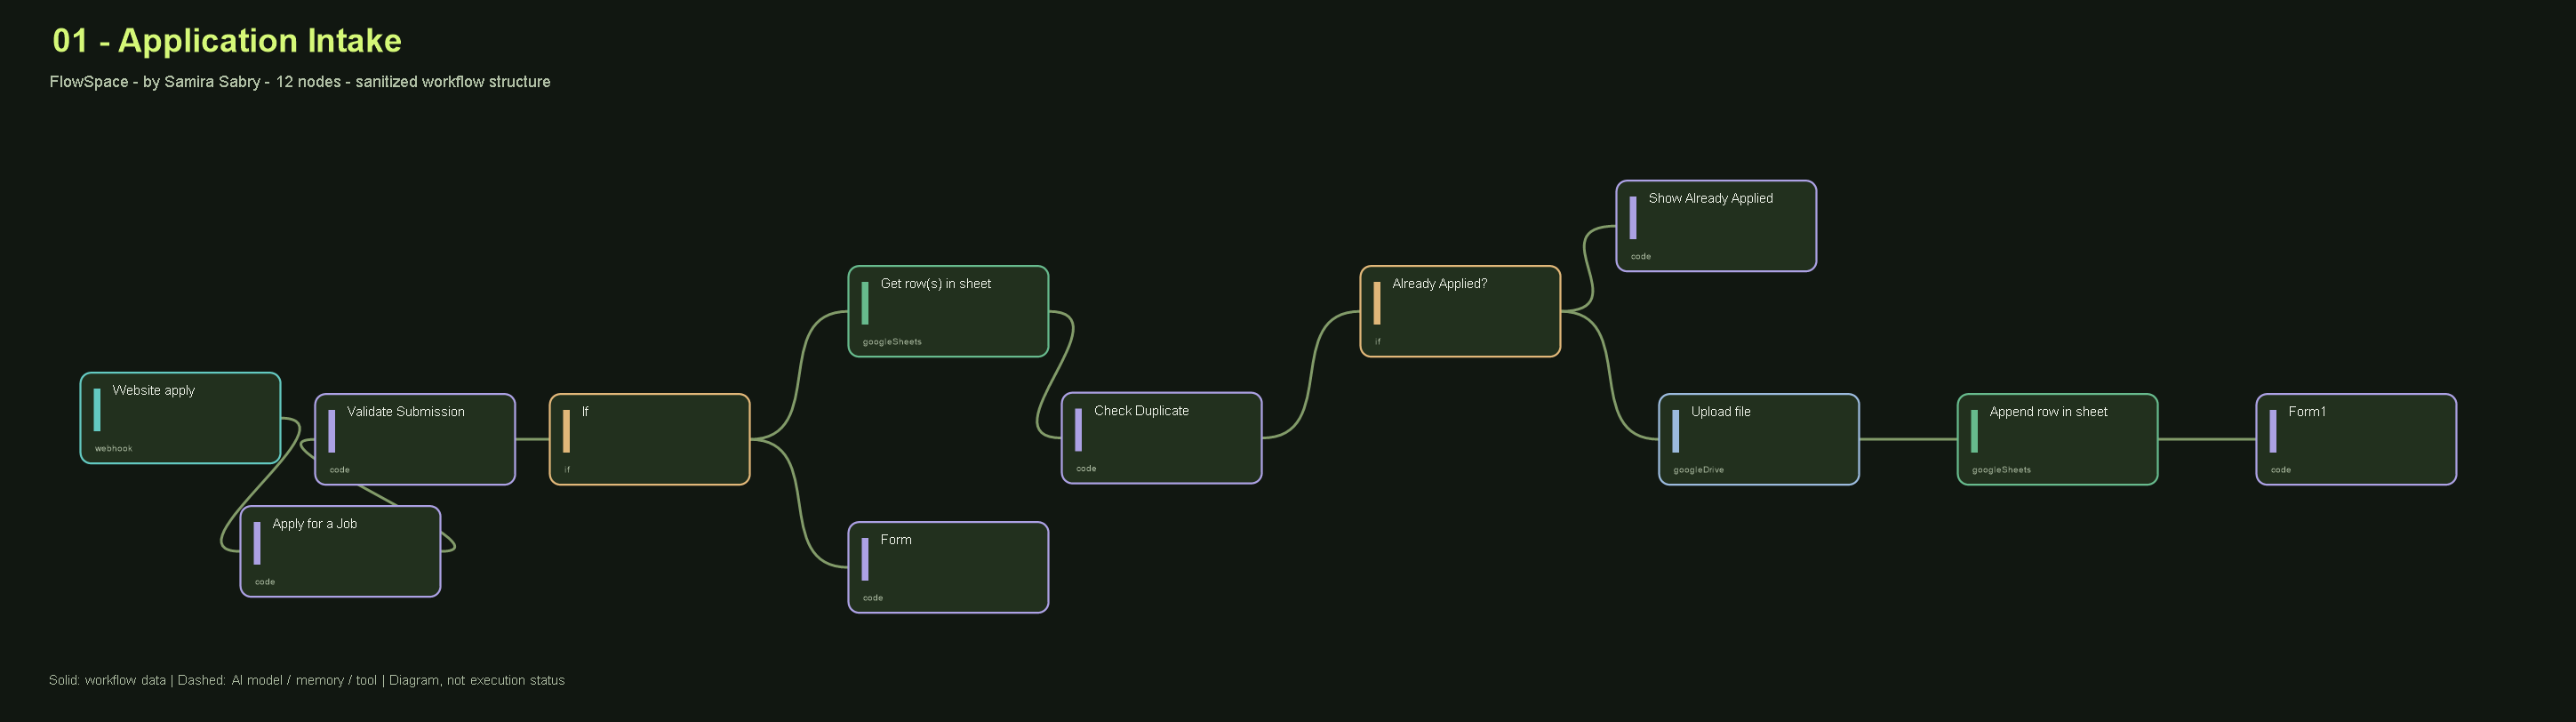 01 - Application Intake
FlowSpace - by Samira Sabry - 12 nodes - sanitized workflow structure
Website apply
webhook
Apply for a Job
code
Validate Submission
code
If
if
Get row(s) in sheet
googleSheets
Form
code
Check Duplicate
code
Already Applied?
if
Show Already Applied
code
Upload file
googleDrive
Append row in sheet
googleSheets
Form1
code
Solid: workflow data | Dashed: AI model / memory / tool | Diagram, not execution status